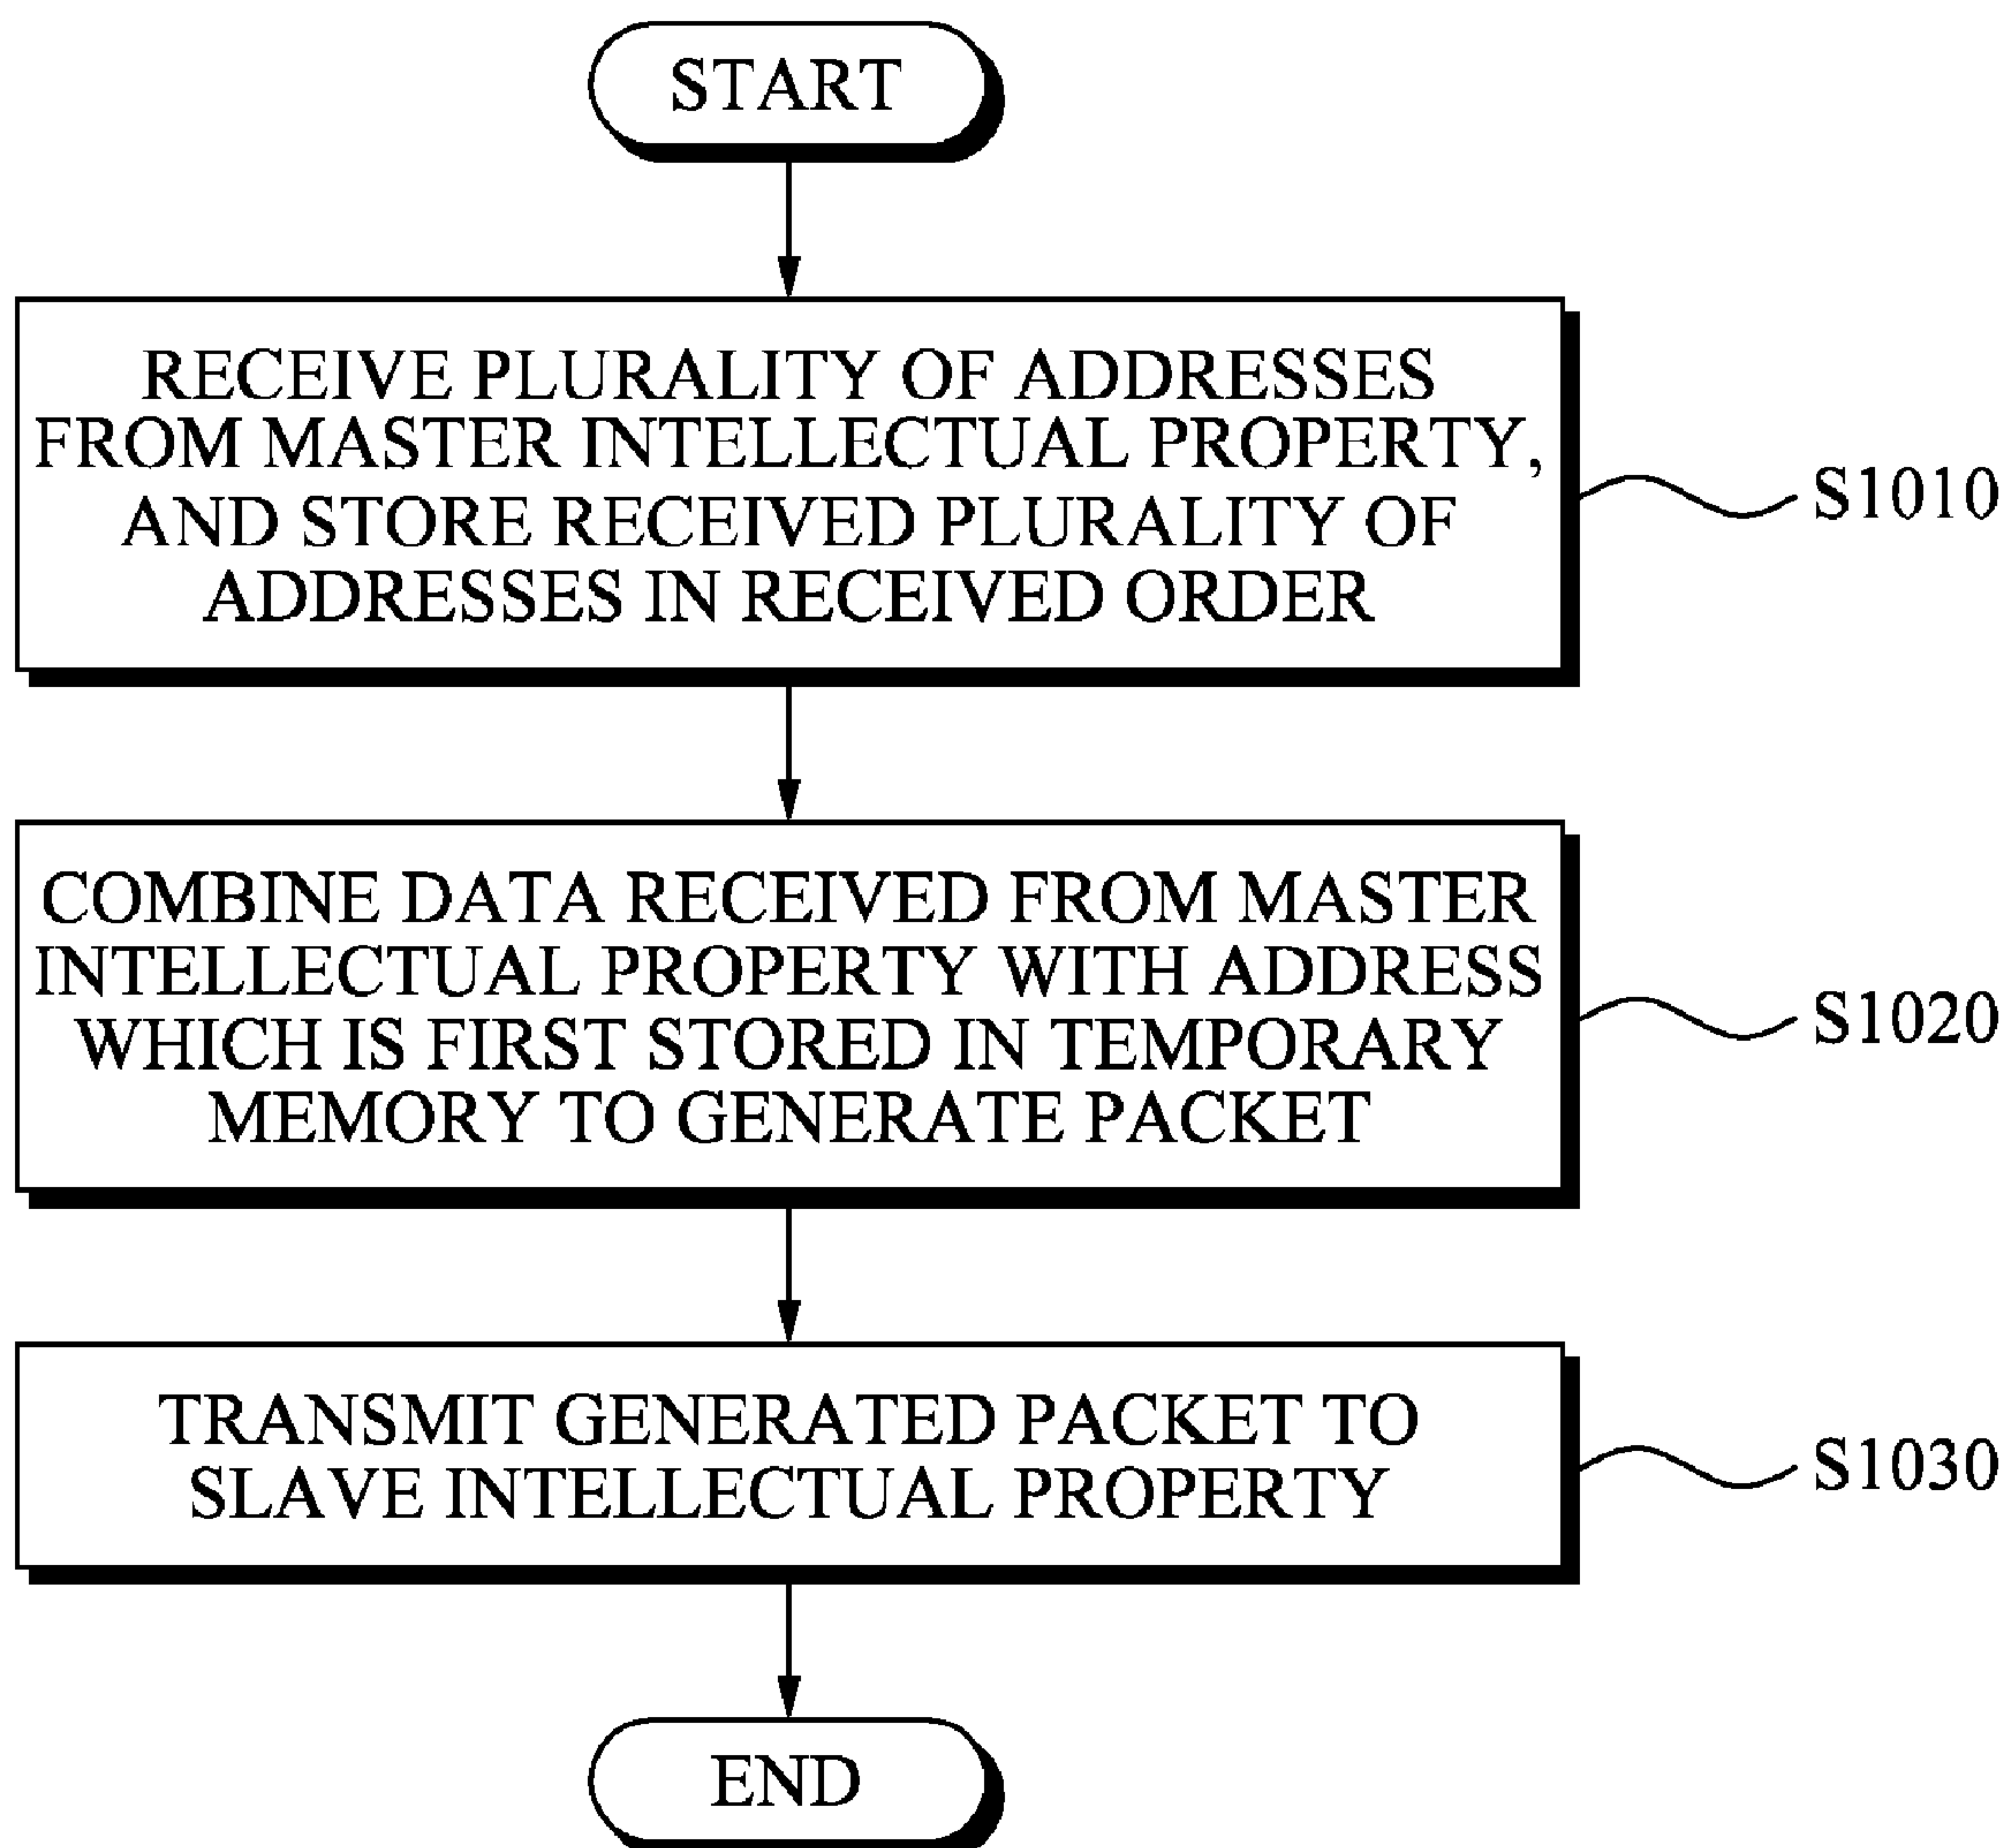 START
RECEIVE PLURALITY OF ADDRESSES
FROM MASTER INTELLECTUAL PROPERTY,
AND STORE RECEIVED PLURALITY OF
ADDRESSES IN RECEIVED ORDER
S1010
COMBINE DATA RECEIVED FROM MASTER
INTELLECTUAL PROPERTY WITH ADDRESS
WHICH IS FIRST STORED IN TEMPORARY
MEMORY TO GENERATE PACKET
S1020
TRANSMIT GENERATED PACKET TO
SLAVE INTELLECTUAL PROPERTY
S1030
END